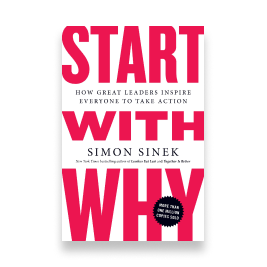 START
HOW GREAT LEADERS INSPIRE
EVERYONE TO TAKE ACTION
WITH
SIMON SINEK
New York Times bestselling author of Leaders Eat Last and Together Is Better
WHY
MORE THAN
ONE MILLION
COPIES SOLD